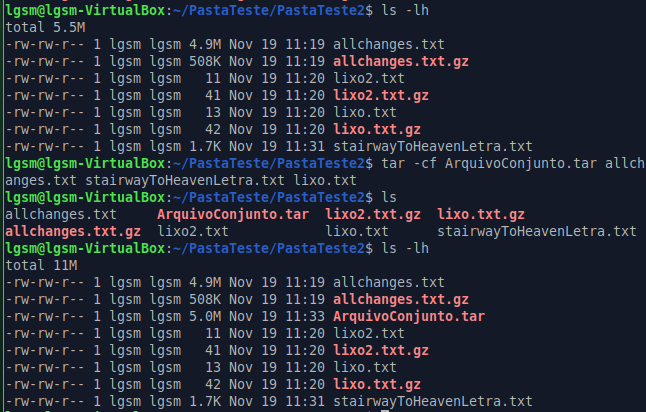 lgsm@lgsm-VirtualBox:~/PastaTeste/PastaTeste2$ ls -lh
total 5.5M
-rw-rw-r-- 1 lgsm lgsm 4.9M Nov 19 11:19 allchanges.txt
-rw-rw-r-- 1 lgsm lgsm 508K Nov 19 11:19 allchanges.txt.gz
-rw-rw-r-- 1 lgsm lgsm   11 Nov 19 11:20 lixo2.txt
-rw-rw-r-- 1 lgsm lgsm   41 Nov 19 11:20 lixo2.txt.gz
-rw-rw-r-- 1 lgsm lgsm   13 Nov 19 11:20 lixo.txt
-rw-rw-r-- 1 lgsm lgsm   42 Nov 19 11:20 lixo.txt.gz
-rw-rw-r-- 1 lgsm lgsm 1.7K Nov 19 11:31 stairwayToHeavenLetra.txt
lgsm@lgsm-VirtualBox:~/PastaTeste/PastaTeste2$ tar -cf ArquivoConjunto.tar allch
anges.txt stairwayToHeavenLetra.txt lixo.txt
lgsm@lgsm-VirtualBox:~/PastaTeste/PastaTeste2$ ls
allchanges.txt     ArquivoConjunto.tar  lixo2.txt.gz  lixo.txt.gz
allchanges.txt.gz  lixo2.txt            lixo.txt      stairwayToHeavenLetra.txt
lgsm@lgsm-VirtualBox:~/PastaTeste/PastaTeste2$ ls -lh
total 11M
-rw-rw-r-- 1 lgsm lgsm 4.9M Nov 19 11:19 allchanges.txt
-rw-rw-r-- 1 lgsm lgsm 508K Nov 19 11:19 allchanges.txt.gz
-rw-rw-r-- 1 lgsm lgsm 5.0M Nov 19 11:33 ArquivoConjunto.tar
-rw-rw-r-- 1 lgsm lgsm   11 Nov 19 11:20 lixo2.txt
-rw-rw-r-- 1 lgsm lgsm   41 Nov 19 11:20 lixo2.txt.gz
-rw-rw-r-- 1 lgsm lgsm   13 Nov 19 11:20 lixo.txt
-rw-rw-r-- 1 lgsm lgsm   42 Nov 19 11:20 lixo.txt.gz
-rw-rw-r-- 1 lgsm lgsm 1.7K Nov 19 11:31 stairwayToHeavenLetra.txt